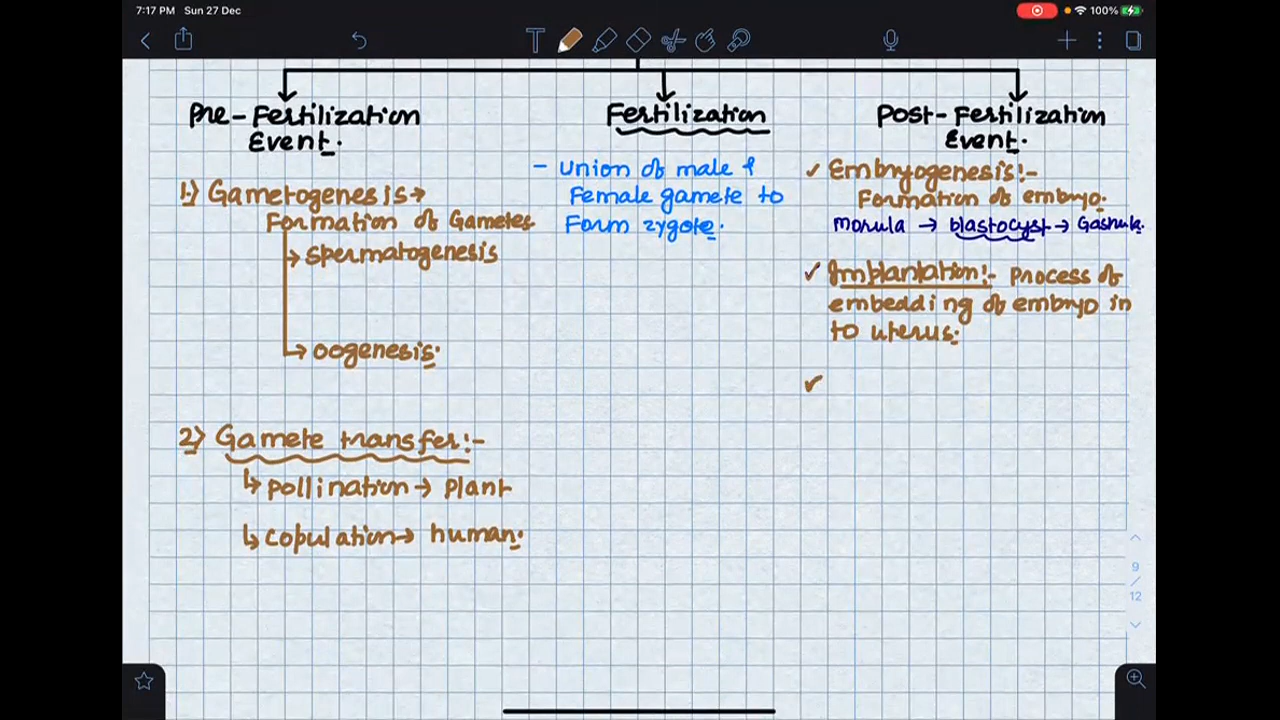 7:17 PM Sun 27 Dec
100%
T
Pre-Fertilization
Event.
1.) Gametogenesis→
Formation of Gametes
→ spermatogenesis
→ oogenesis.
2) Gamete transfer:-
↳ pollination → plant
↳ copulation → human.
Fertilization
- Union of male &
Female gamete to
Form zygote.
Post-Fertilization
Event.
✓ Embryogenesis:-
Formation of embryo.
morula → blastocyst → Gastrula.
✓ Implantation:- process of
embedding of embryo in
to uterus.
✓
9
/
12